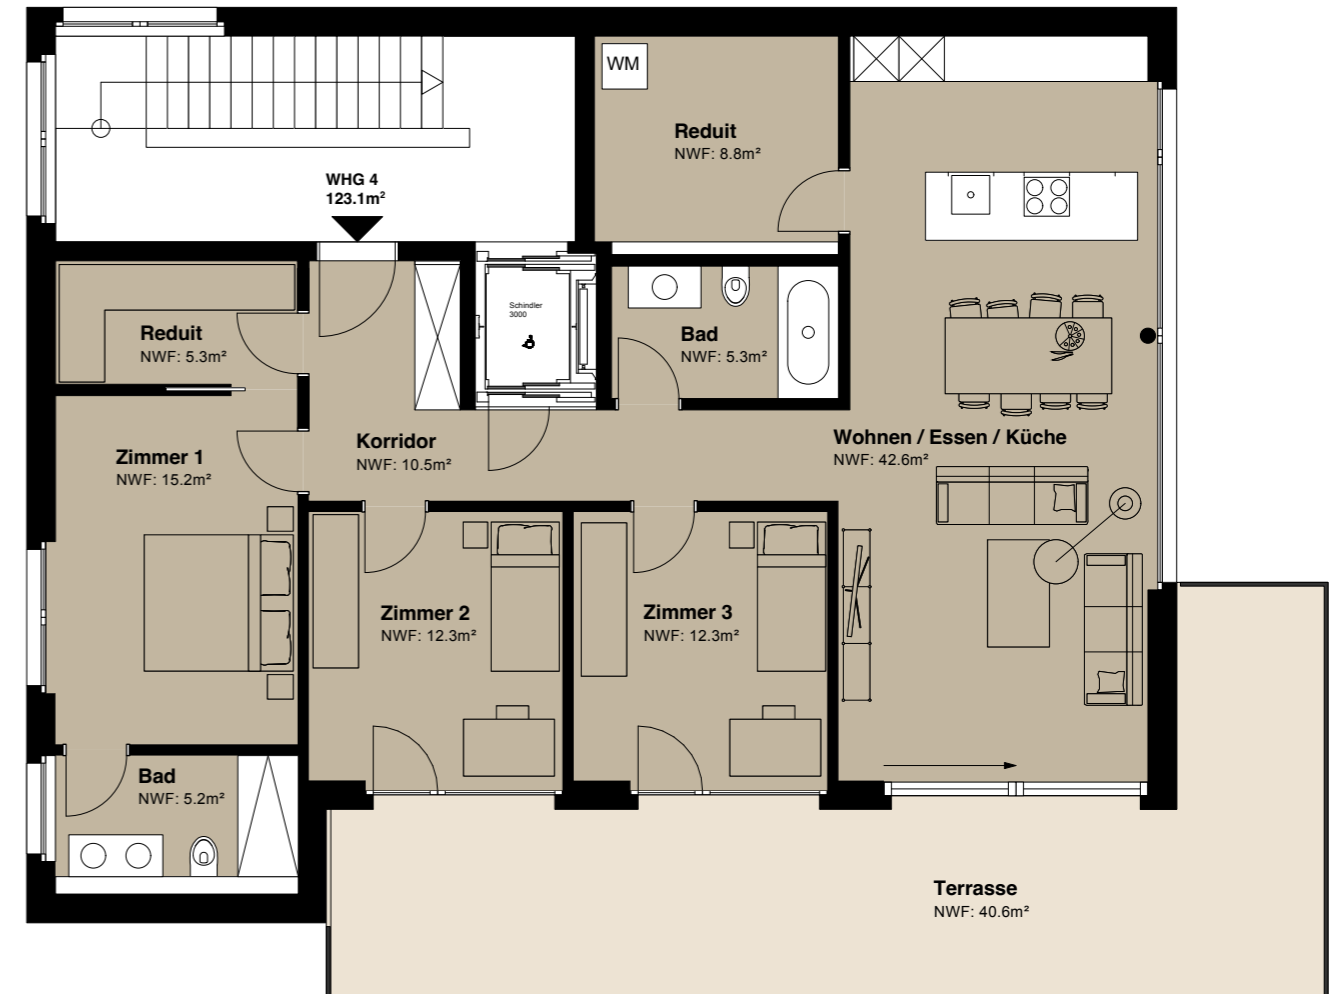 WM
Reduit
NWF: 8.8m²
WHG 4
123.1m²
Schindler
3000
Reduit
NWF: 5.3m²
Bad
NWF: 5.3m²
Korridor
NWF: 10.5m²
Wohnen / Essen / Küche
NWF: 42.6m²
Zimmer 1
NWF: 15.2m²
Zimmer 2
NWF: 12.3m²
Zimmer 3
NWF: 12.3m²
Bad
NWF: 5.2m²
Terrasse
NWF: 40.6m²